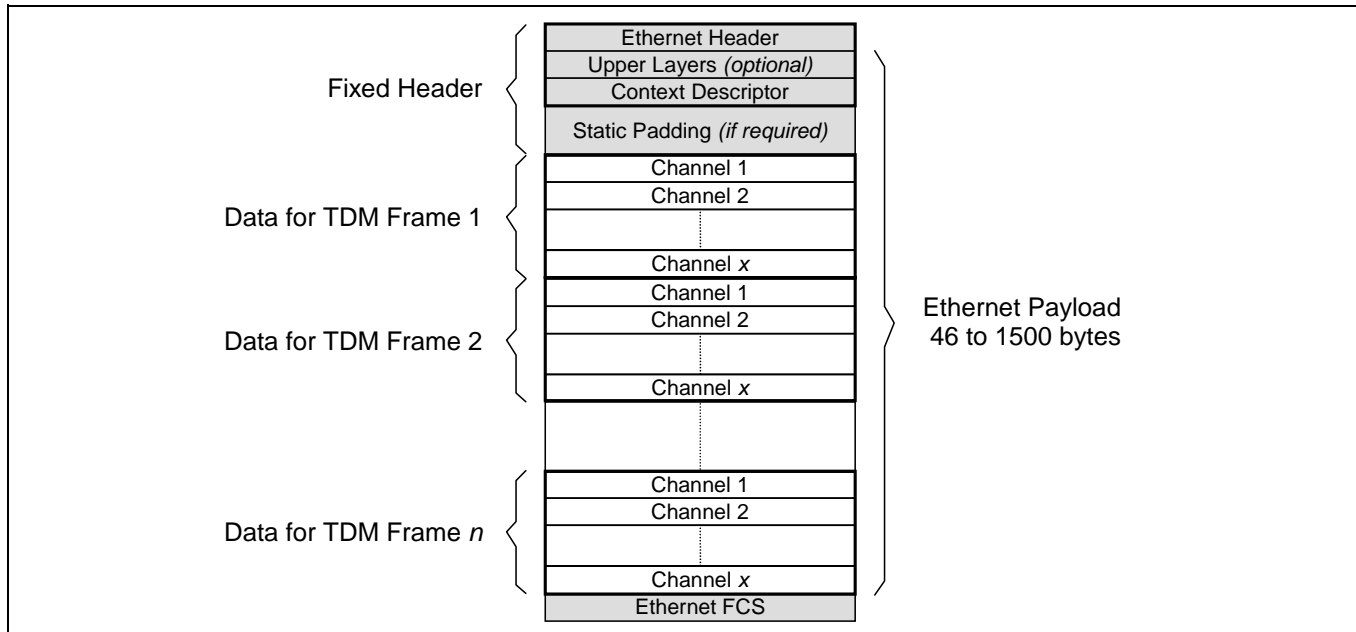 Ethernet Header
Upper Layers (optional)
Context Descriptor
Static Padding (if required)
Fixed Header
Channel 1
Channel 2
Channel x
Data for TDM Frame 1
Channel 1
Channel 2
Channel x
Data for TDM Frame 2
Ethernet Payload
46 to 1500 bytes
Channel 1
Channel 2
Channel x
Data for TDM Frame n
Ethernet FCS